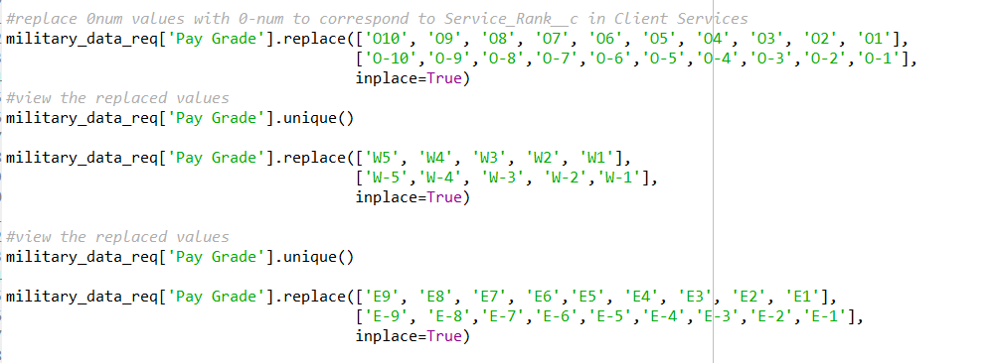 #replace 0num values with 0-num to correspond to Service_Rank__c in Client Services
military_data_req['Pay Grade'].replace(['O10', 'O9', 'O8', 'O7', 'O6', 'O5', 'O4', 'O3', 'O2', 'O1'],
['O-10','O-9','O-8','O-7','O-6','O-5','O-4','O-3','O-2','O-1'],
inplace=True)
#view the replaced values
military_data_req['Pay Grade'].unique()
military_data_req['Pay Grade'].replace(['W5', 'W4', 'W3', 'W2', 'W1'],
['W-5','W-4', 'W-3', 'W-2','W-1'],
inplace=True)
#view the replaced values
military_data_req['Pay Grade'].unique()
military_data_req['Pay Grade'].replace(['E9', 'E8', 'E7', 'E6','E5', 'E4', 'E3', 'E2', 'E1'],
['E-9', 'E-8','E-7','E-6','E-5','E-4','E-3','E-2','E-1'],
inplace=True)